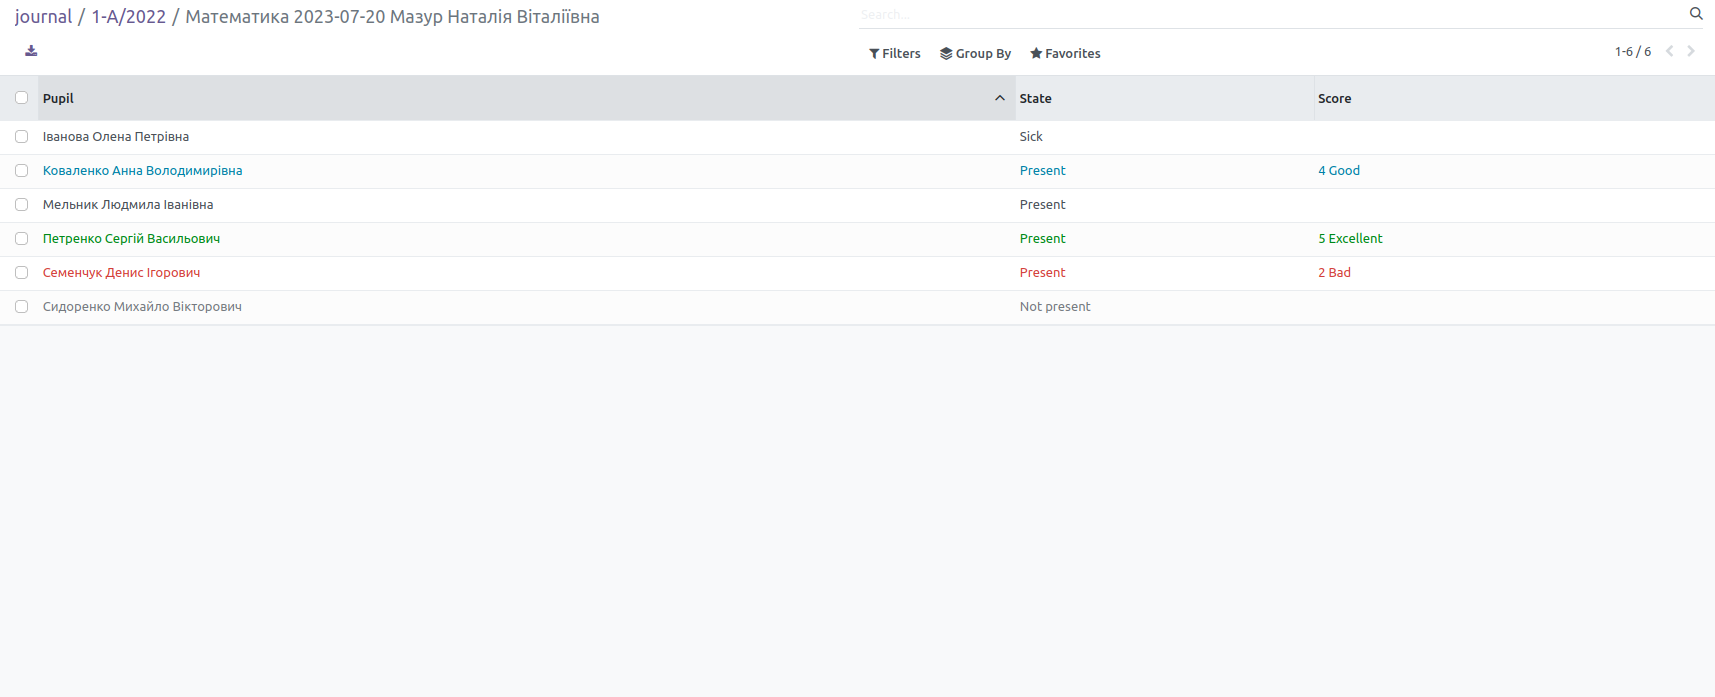 journal / 1-A/2022 / Математика 2023-07-20 Мазур Наталія Віталіївна
Search...
Filters Group By Favorites 1-6 / 6
Pupil State Score
Іванова Олена Петрівна Sick
Коваленко Анна Володимирівна Present 4 Good
Мельник Людмила Іванівна Present
Петренко Сергій Васильович Present 5 Excellent
Семенчук Денис Ігорович Present 2 Bad
Сидоренко Михайло Вікторович Not present